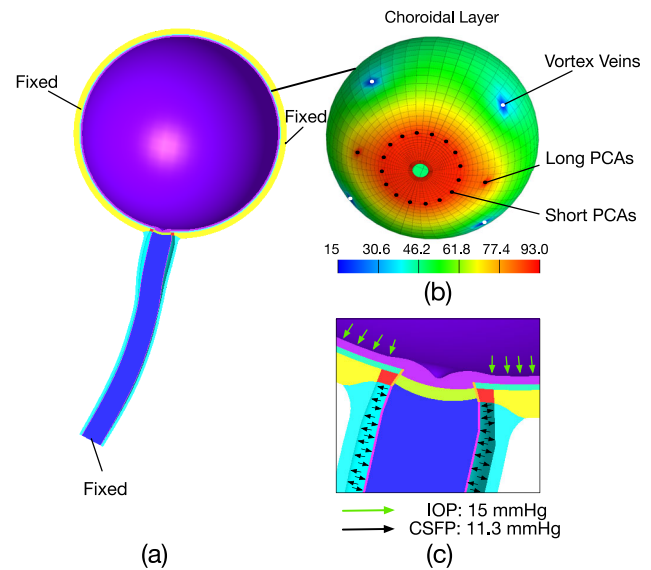 Choroidal Layer
Fixed
Fixed
Vortex Veins
Long PCAs
Short PCAs
15 30.6 46.2 61.8 77.4 93.0
(b)
Fixed
IOP: 15 mmHg
CSFP: 11.3 mmHg
(a)
(c)